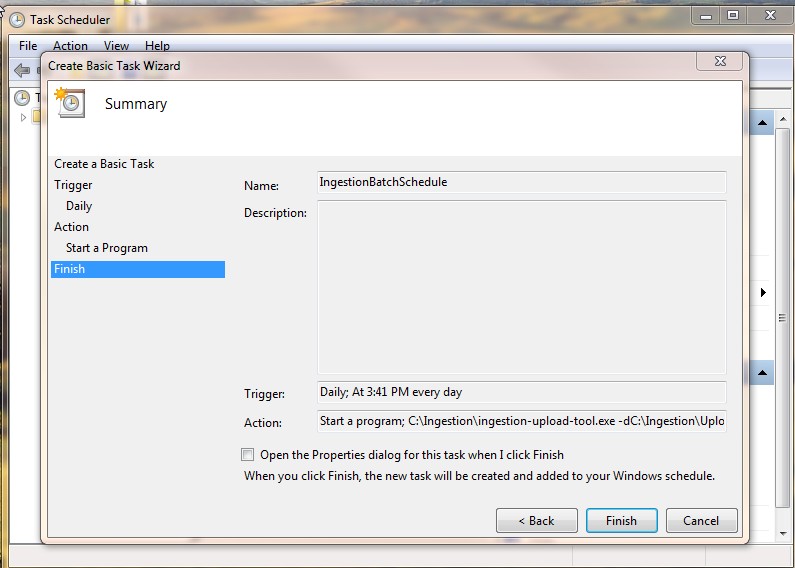 Task Scheduler
File Action View Help
Create Basic Task Wizard
Summary
Create a Basic Task
Trigger
Daily
Action
Start a Program
Finish
Name: IngestionBatchSchedule
Description:
Trigger: Daily; At 3:41 PM every day
Action: Start a program; C:\Ingestion\ingestion-upload-tool.exe -dC:\Ingestion\Uplo
Open the Properties dialog for this task when I click Finish
When you click Finish, the new task will be created and added to your Windows schedule.
< Back Finish Cancel